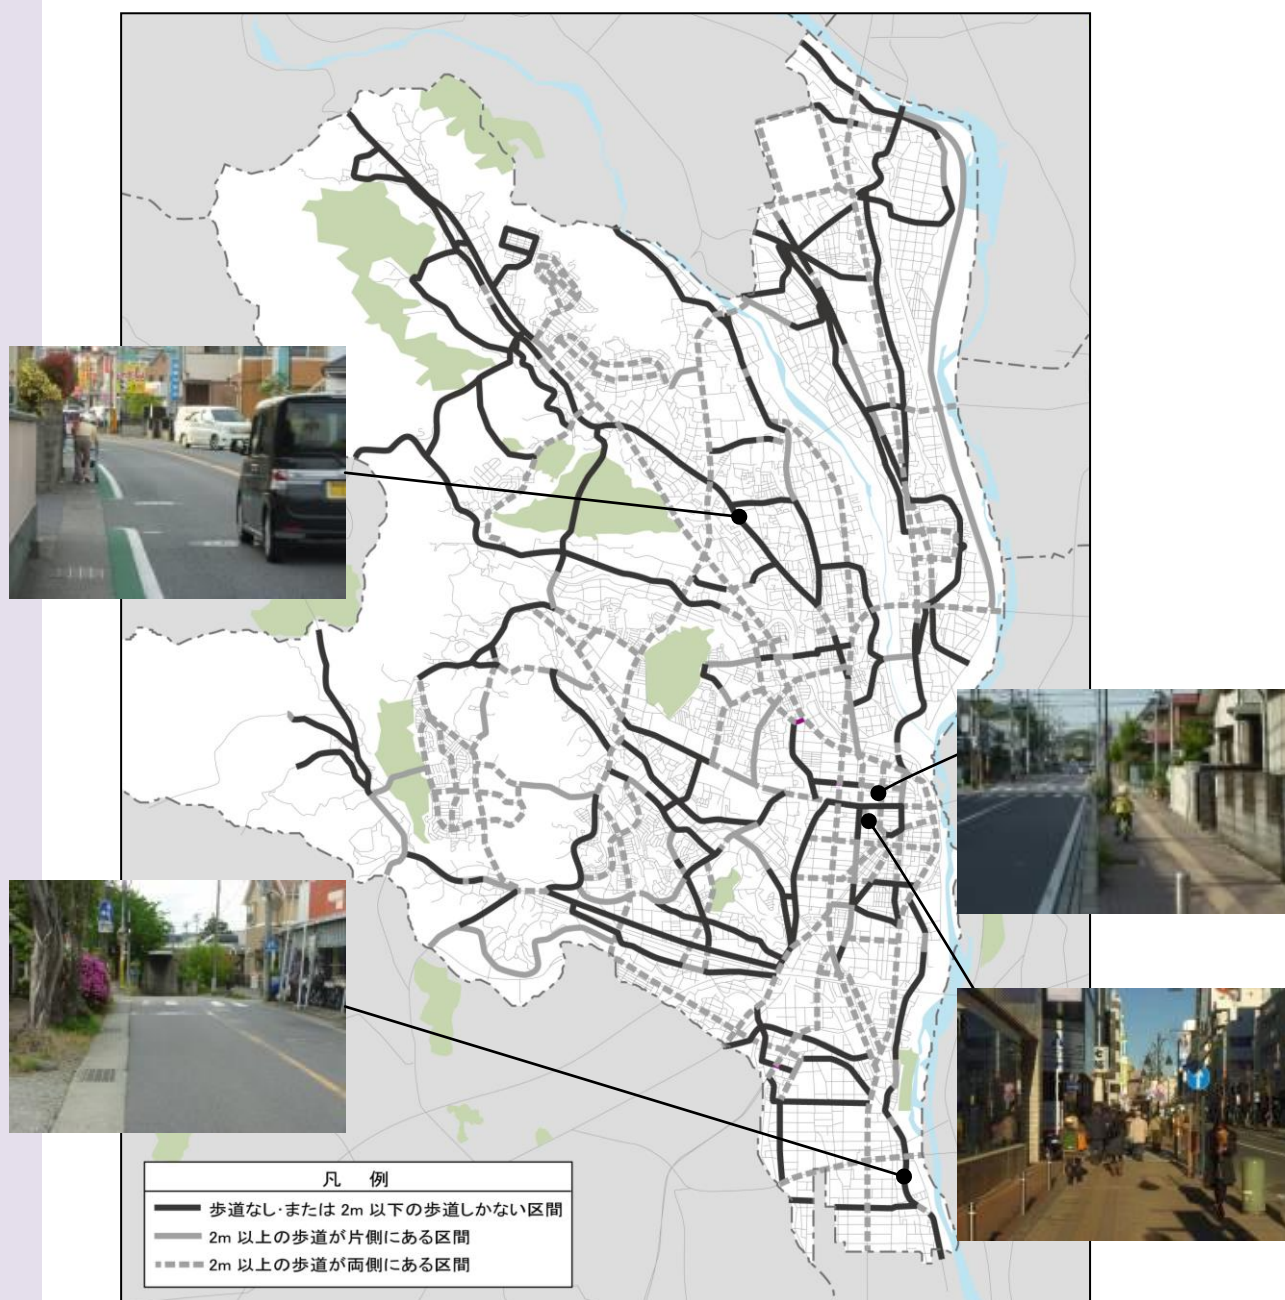 凡 例
歩道なし・または 2m 以下の歩道しかない区間
2m 以上の歩道が片側にある区間
2m 以上の歩道が両側にある区間